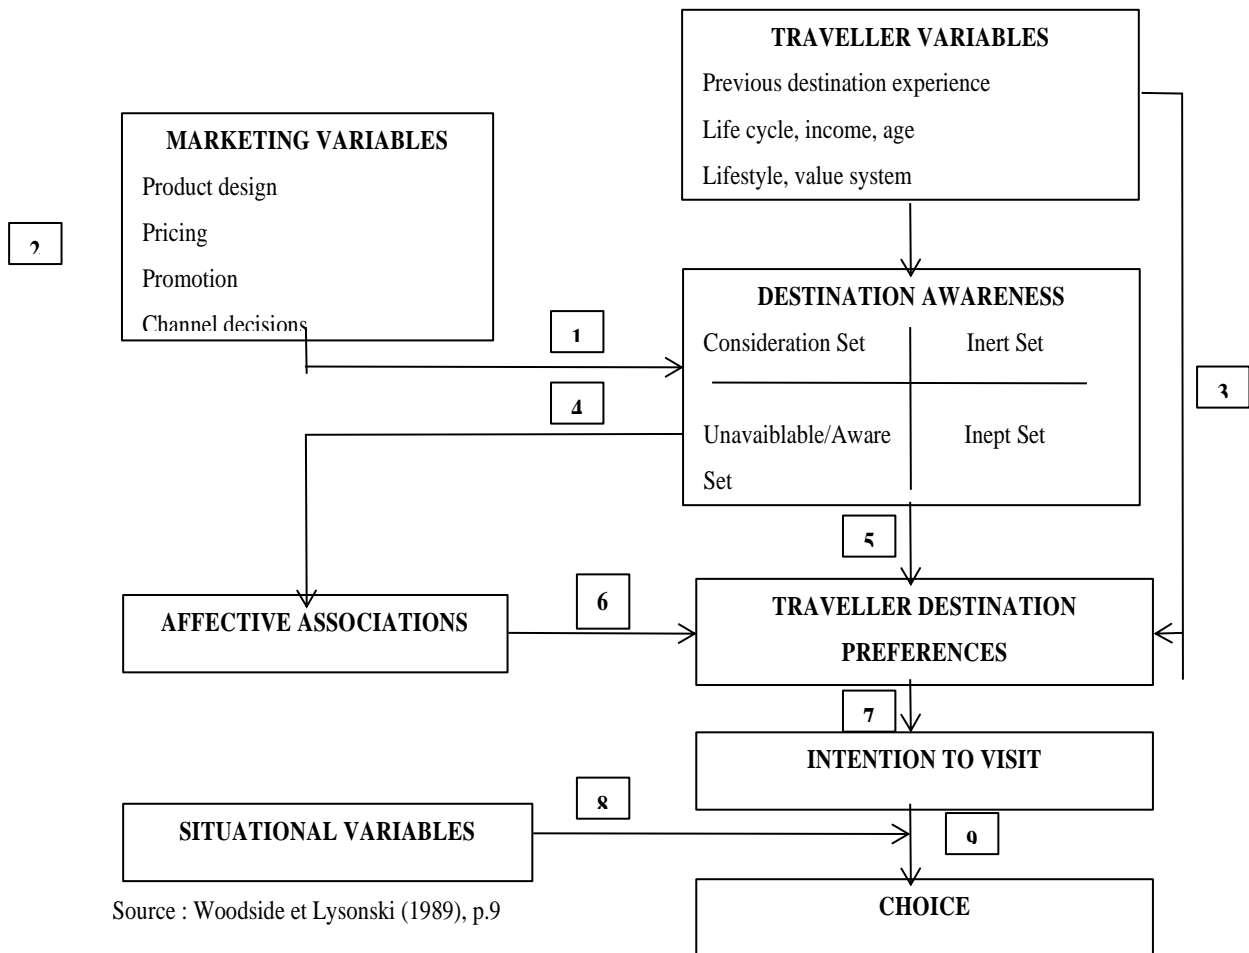 TRAVELLER VARIABLES
Previous destination experience
Life cycle, income, age
Lifestyle, value system
MARKETING VARIABLES
Product design
Pricing
Promotion
Channel decisions
2
DESTINATION AWARENESS
Consideration Set
Inert Set
Unavaiblable/Aware
Set
Inept Set
1
4
3
5
AFFECTIVE ASSOCIATIONS
6
TRAVELLER DESTINATION
PREFERENCES
7
INTENTION TO VISIT
SITUATIONAL VARIABLES
8
9
CHOICE
Source : Woodside et Lysonski (1989), p.9